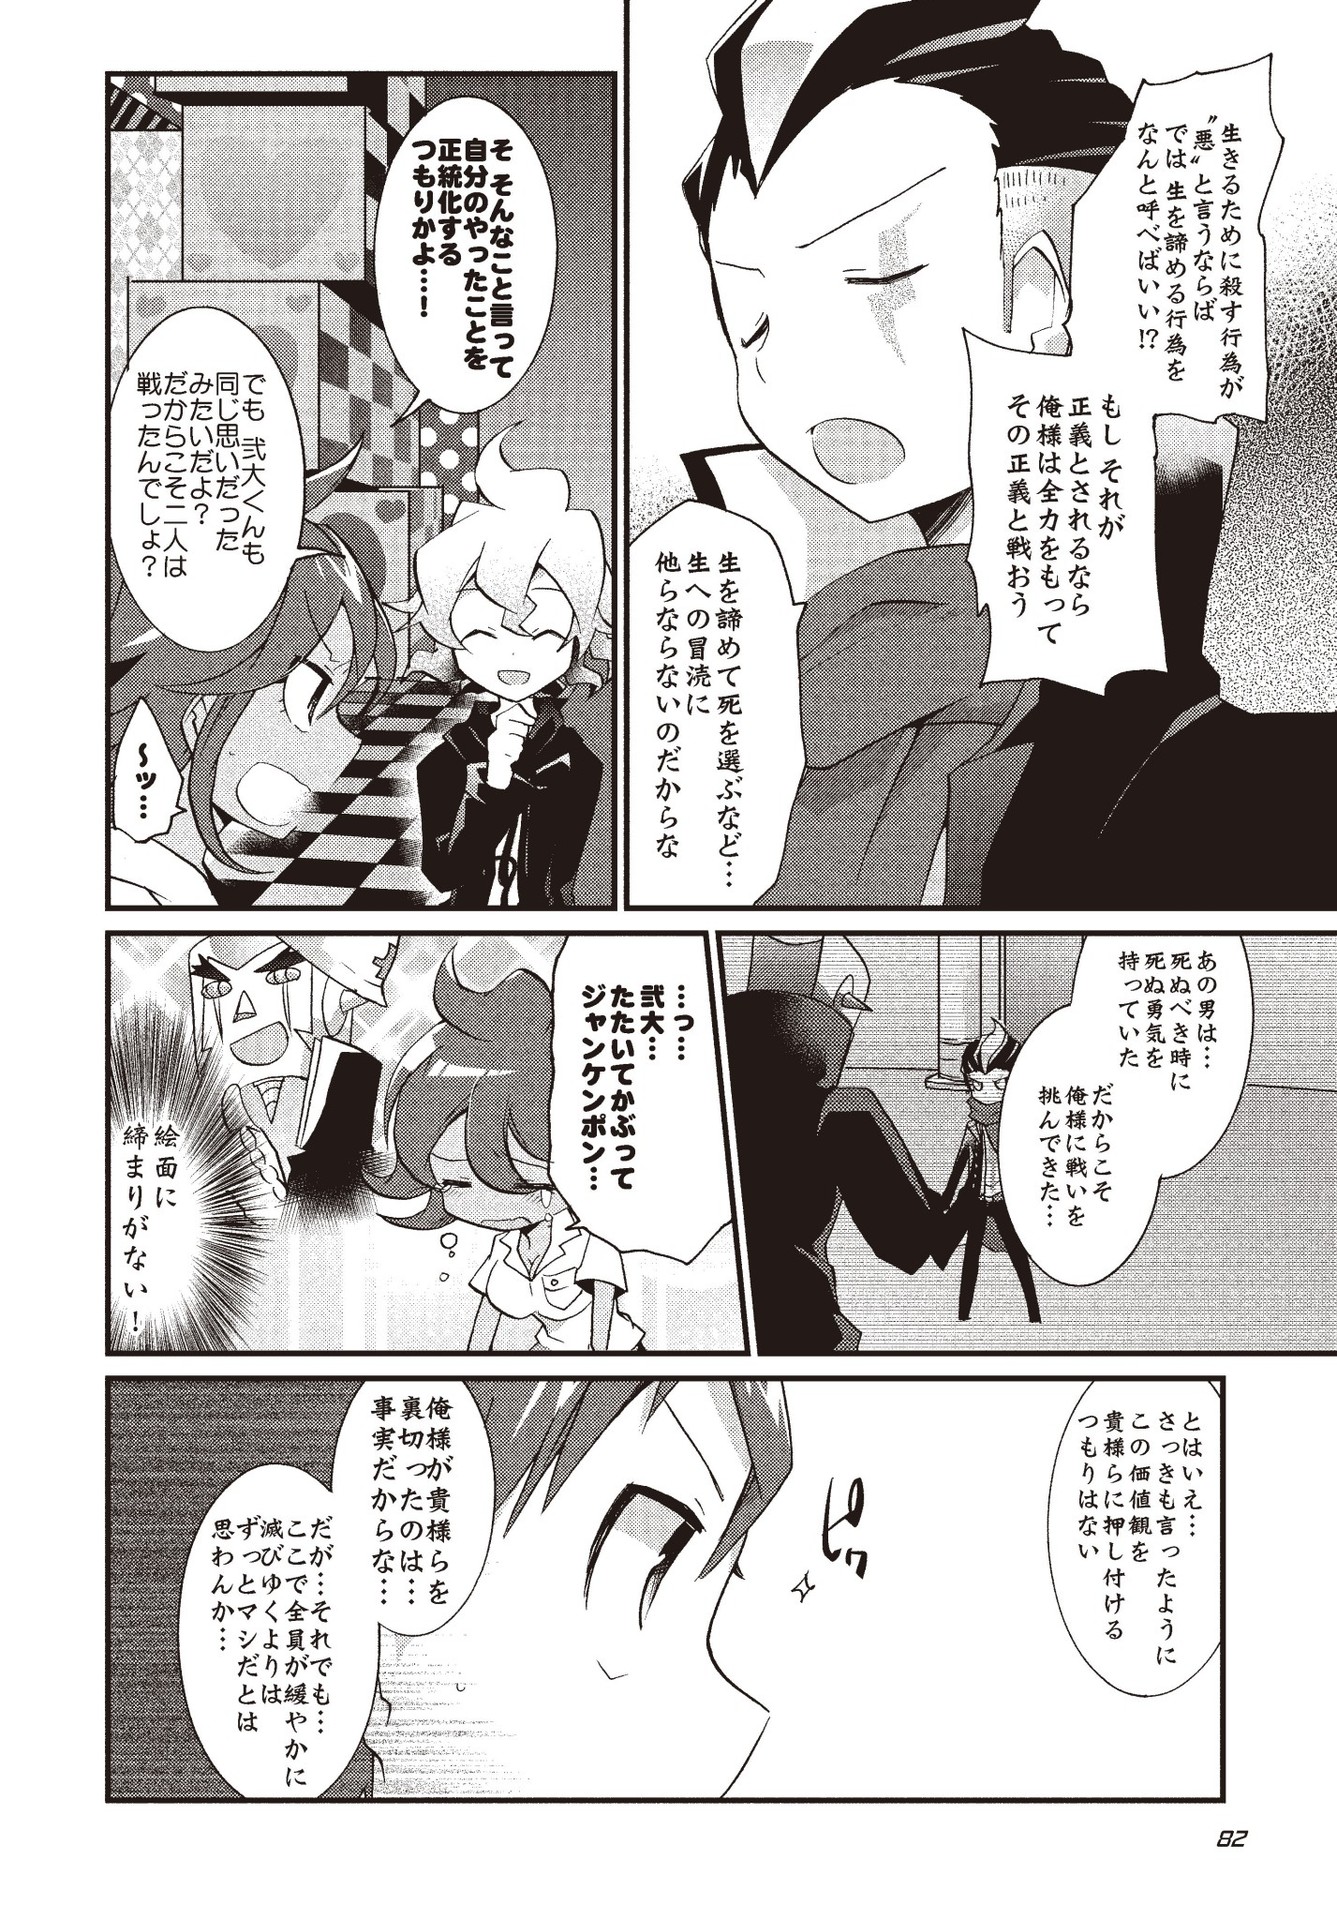 生きるために殺す行為が
〝悪〟と言うならば
では 生を諦める行為を
なんと呼べばいい!?
もし それが
正義とされるなら
俺様は全力をもって
その正義と戦おう
生を諦めて死を選ぶなど…
生への冒涜に
他らならないのだからな
そ そんなこと言って
自分のやったことを
正統化する
つもりかよ…！
でも 弐大くんも
同じ思いだった
みたいだよ？
だからこそ二人は
戦ったんでしょ？
～ッ…
あの男は…
死ぬべき時に
死ぬ勇気を
持っていた
だからこそ
俺様に戦いを
挑んできた…
…っ…
弐大…
たたいてかぶって
ジャンケンポン…
絵面に
締まりがない！
とはいえ…
さっきも言ったように
この価値観を
貴様らに押し付ける
つもりはない
ピク
俺様が貴様らを
裏切ったのは…
事実だからな…
だが…それでも…
ここで全員が緩やかに
滅びゆくよりは
ずっとマシだとは
思わんか…
82